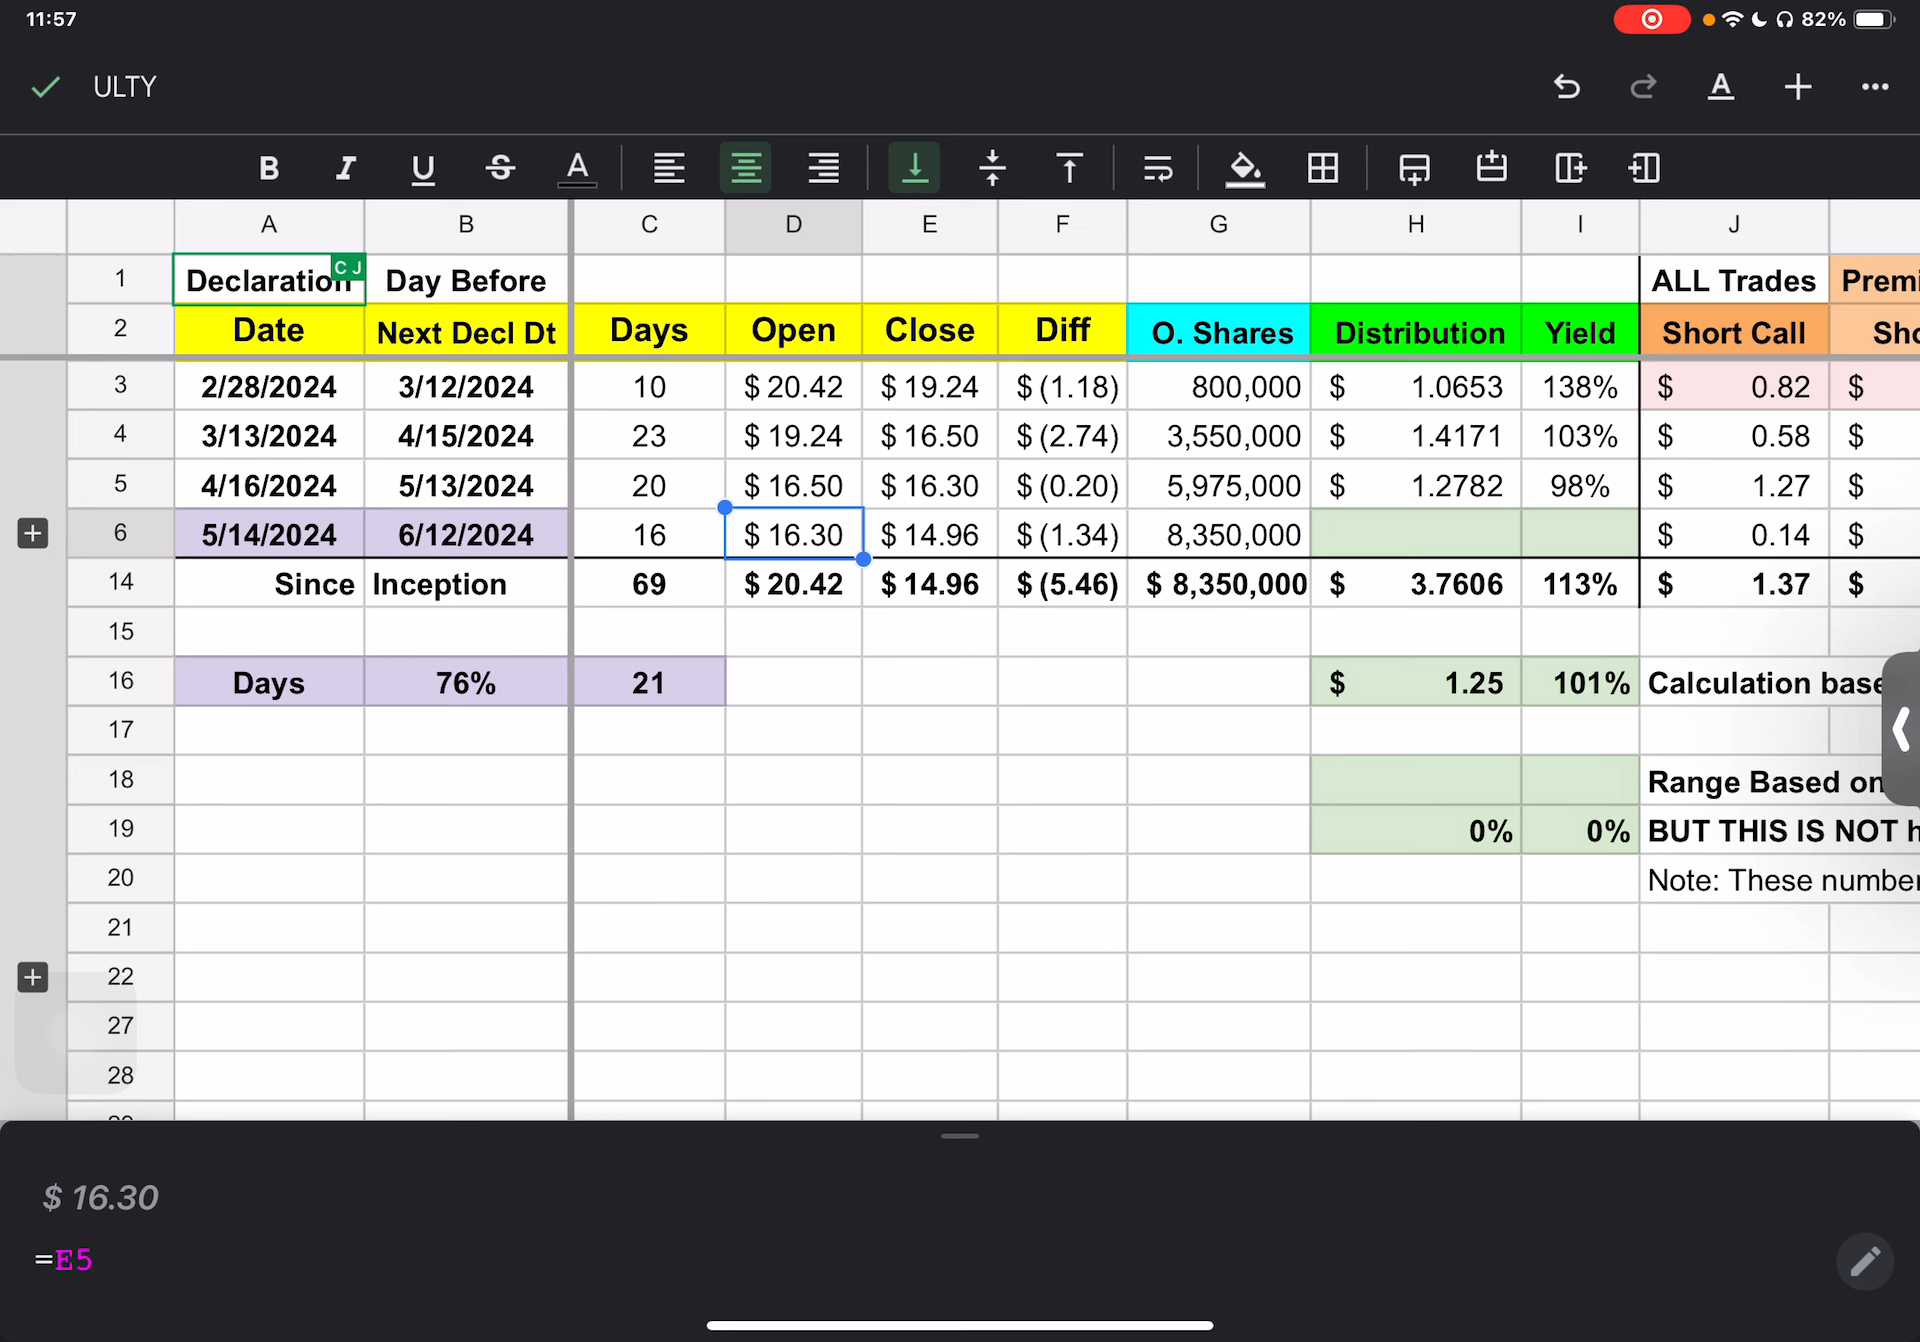 11:57
82%
ULTY
B I U S A
A B C D E F G H I J
1 Declaration C J Day Before ALL Trades Premi
2 Date Next Decl Dt Days Open Close Diff O. Shares Distribution Yield Short Call Sho
3 2/28/2024 3/12/2024 10 $ 20.42 $ 19.24 $ (1.18) 800,000 $ 1.0653 138% $ 0.82 $
4 3/13/2024 4/15/2024 23 $ 19.24 $ 16.50 $ (2.74) 3,550,000 $ 1.4171 103% $ 0.58 $
5 4/16/2024 5/13/2024 20 $ 16.50 $ 16.30 $ (0.20) 5,975,000 $ 1.2782 98% $ 1.27 $
6 5/14/2024 6/12/2024 16 $ 16.30 $ 14.96 $ (1.34) 8,350,000 $ 0.14 $
14 Since Inception 69 $ 20.42 $ 14.96 $ (5.46) $ 8,350,000 $ 3.7606 113% $ 1.37 $
15
16 Days 76% 21 $ 1.25 101% Calculation base
17
18 Range Based on
19 0% 0% BUT THIS IS NOT h
20 Note: These number
21
22
27
28
$ 16.30
=E5